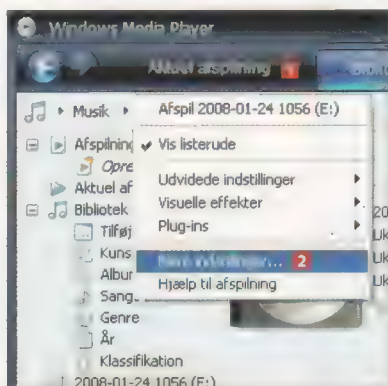 Windows Media Player
Aktuel afspilning 1
Musik
Afspil 2008-01-24 1056 (E:)
Afspilning
Vis listerude
Opre
Aktuel af
Udvidede indstillinger
Bibliotek
Visuelle effekter
20
Tilføj
Plug-ins
Uk
Kuns
2
Uk
Albur
Hjælp til afspilning
Uk
Sang
Genre
År
Klassifikation
2008-01-24 1056 (E:)